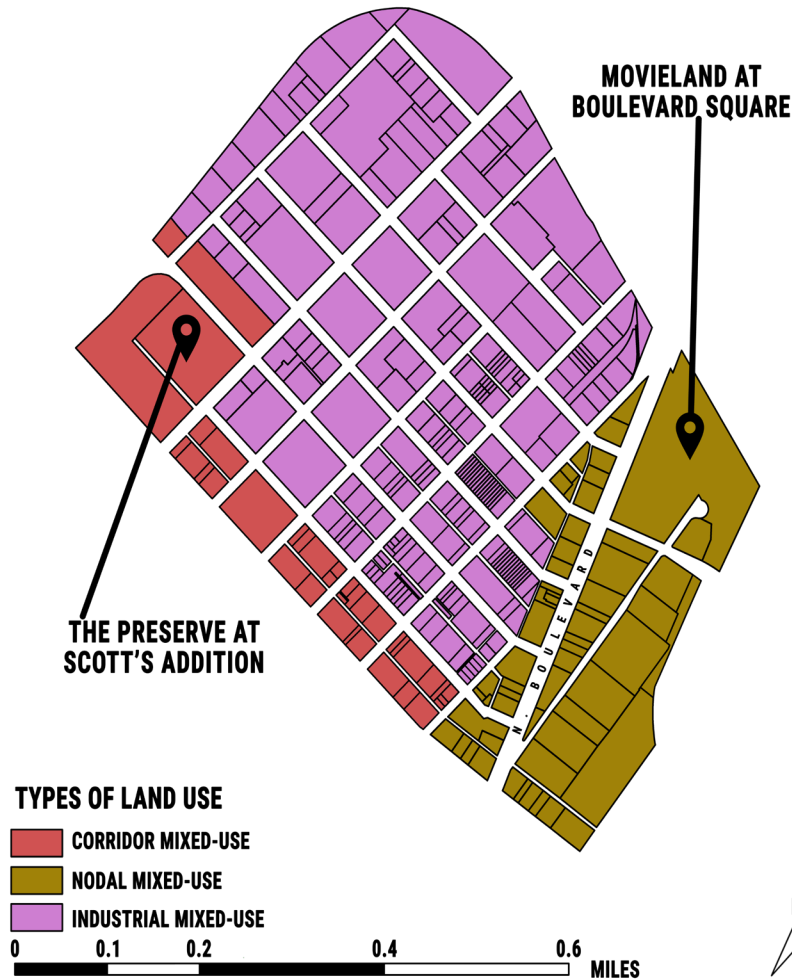 MOVIELAND AT
BOULEVARD SQUARE
THE PRESERVE AT
SCOTT'S ADDITION
N. BOULEVARD
TYPES OF LAND USE
CORRIDOR MIXED-USE
NODAL MIXED-USE
INDUSTRIAL MIXED-USE
0 0.1 0.2 0.4 0.6
MILES